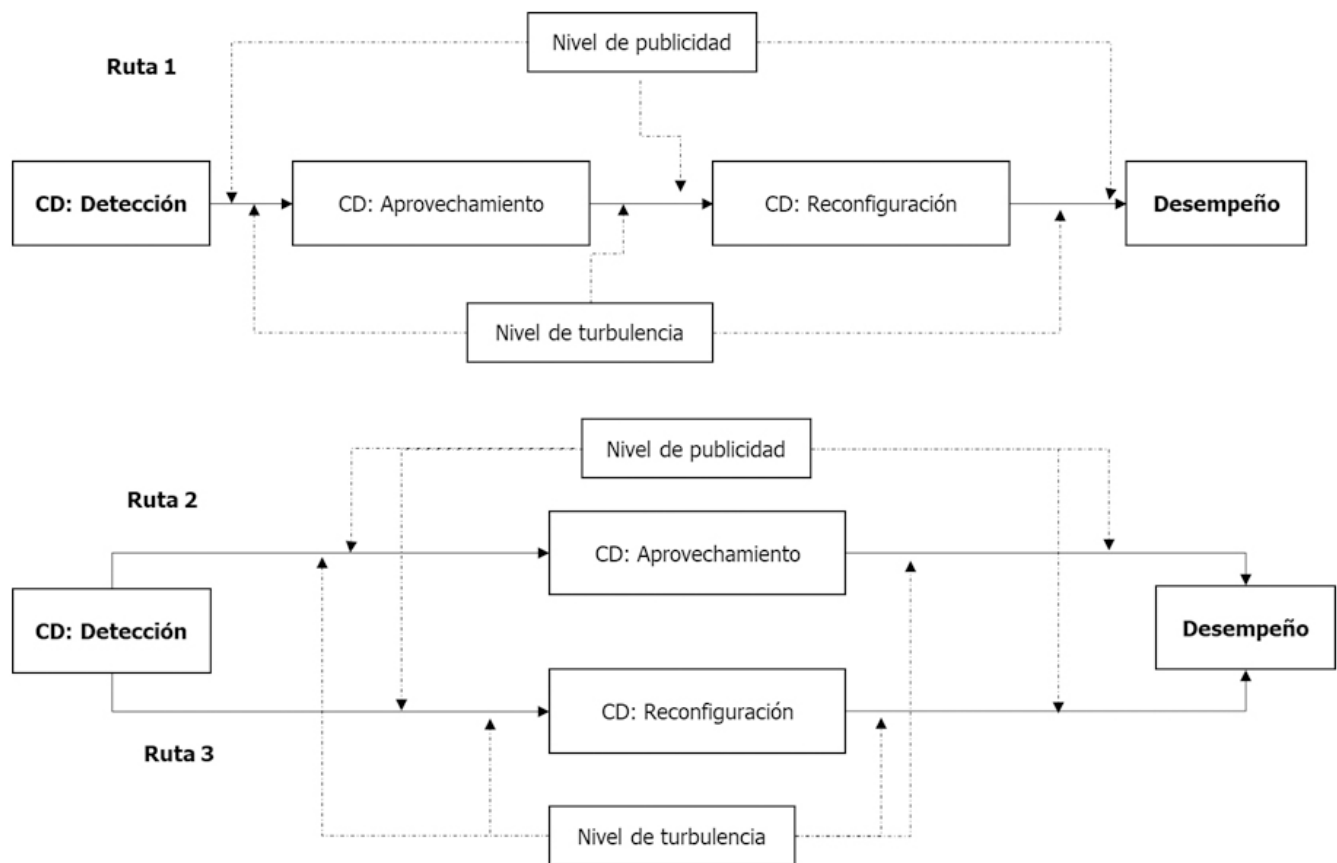 Nivel de publicidad
Ruta 1
CD: Detección
CD: Aprovechamiento
CD: Reconfiguración
Desempeño
Nivel de turbulencia
Nivel de publicidad
Ruta 2
CD: Aprovechamiento
CD: Detección
Desempeño
CD: Reconfiguración
Ruta 3
Nivel de turbulencia